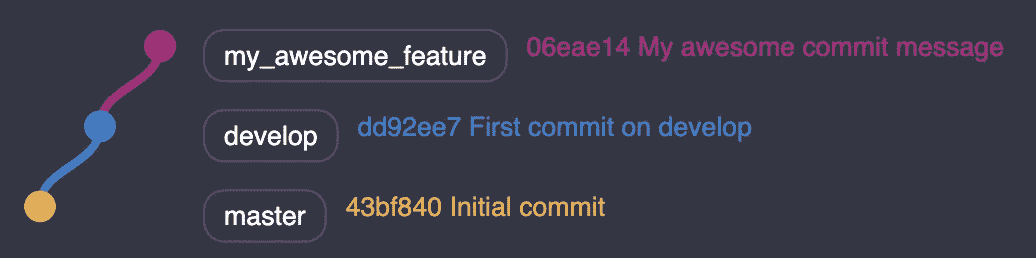 my_awesome_feature 06eae14 My awesome commit message
develop dd92ee7 First commit on develop
master 43bf840 Initial commit